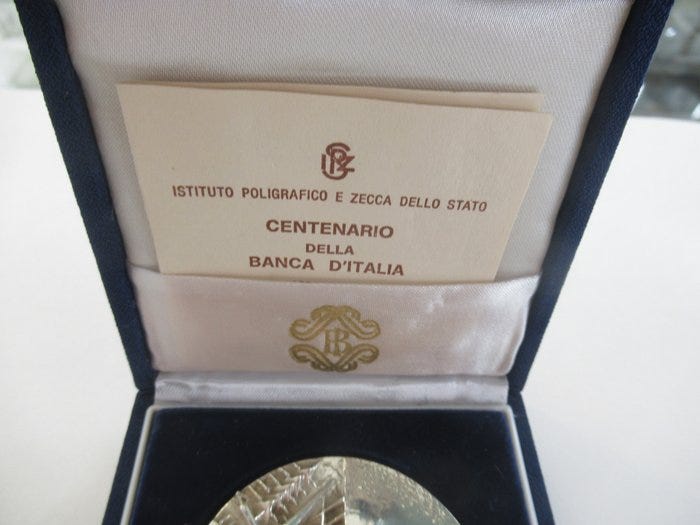 ISTITUTO POLIGRAFICO E ZECCA DELLO STATO
CENTENARIO
DELLA
BANCA D'ITALIA